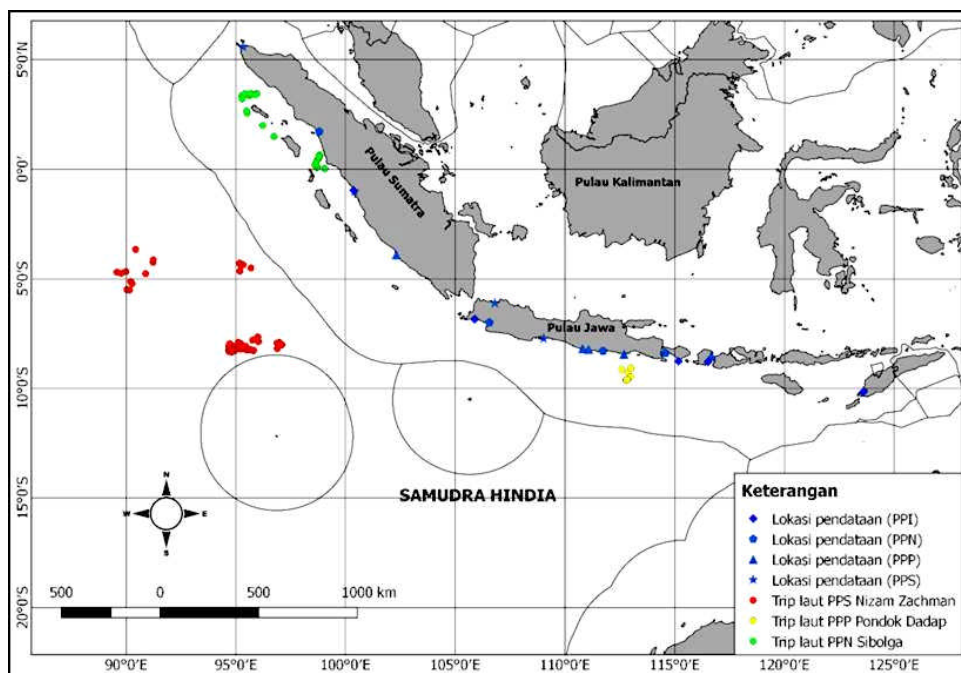 5°0'N
0°0'
5°0'S
10°0'S
15°0'S
20°0'S
Pulau Sumatra
Pulau Kalimantan
Pulau Jawa
SAMUDRA HINDIA
N
W
E
S
500 0 500 1000 km
90°0'E 95°0'E 100°0'E 105°0'E 110°0'E 115°0'E 120°0'E 125°0'E
Keterangan
Lokasi pendataan (PPI)
Lokasi pendataan (PPN)
Lokasi pendataan (PPP)
Lokasi pendataan (PPS)
Trip laut PPS Nizam Zachman
Trip laut PPP Pondok Dadap
Trip laut PPN Sibolga